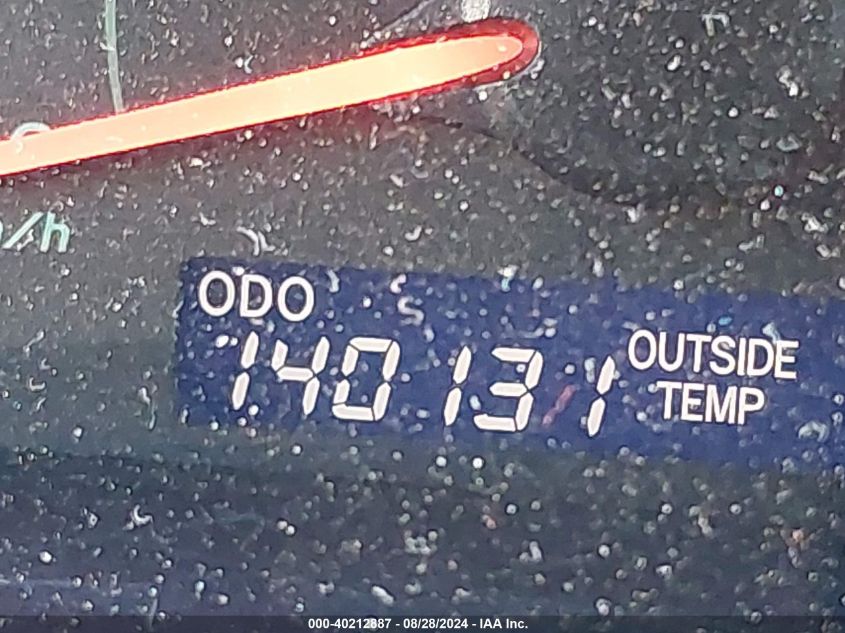 m/h
ODO
140131
OUTSIDE
TEMP
000-40212887 - 08/28/2024 - IAA Inc.